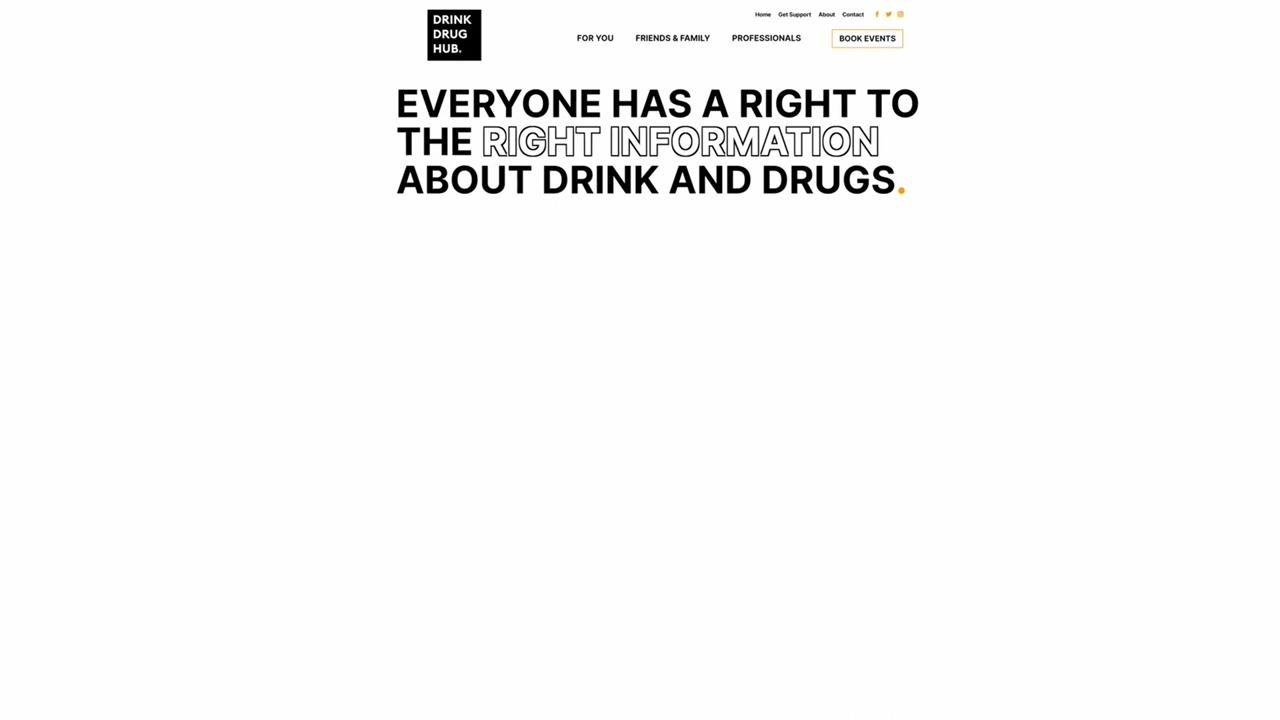 DRINK
DRUG
HUB.
Home Get Support About Contact
FOR YOU FRIENDS & FAMILY PROFESSIONALS BOOK EVENTS
EVERYONE HAS A RIGHT TO
THE RIGHT INFORMATION
ABOUT DRINK AND DRUGS.